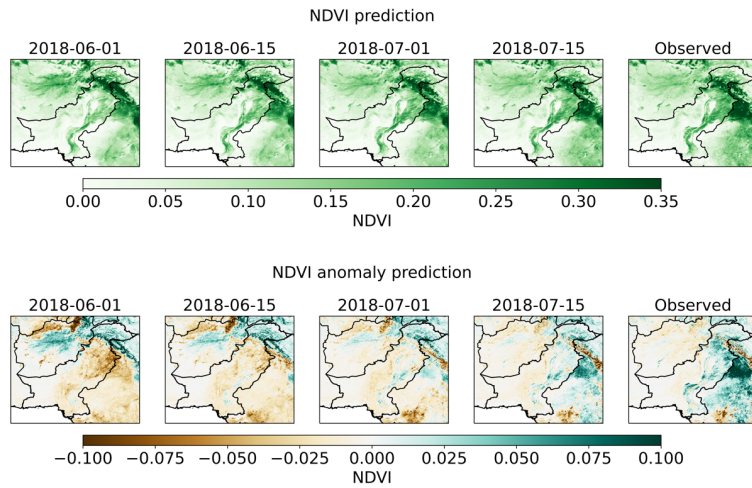 NDVI prediction
2018-06-01 2018-06-15 2018-07-01 2018-07-15 Observed
0.00 0.05 0.10 0.15 0.20 0.25 0.30 0.35
NDVI
NDVI anomaly prediction
2018-06-01 2018-06-15 2018-07-01 2018-07-15 Observed
−0.100 −0.075 −0.050 −0.025 0.000 0.025 0.050 0.075 0.100
NDVI